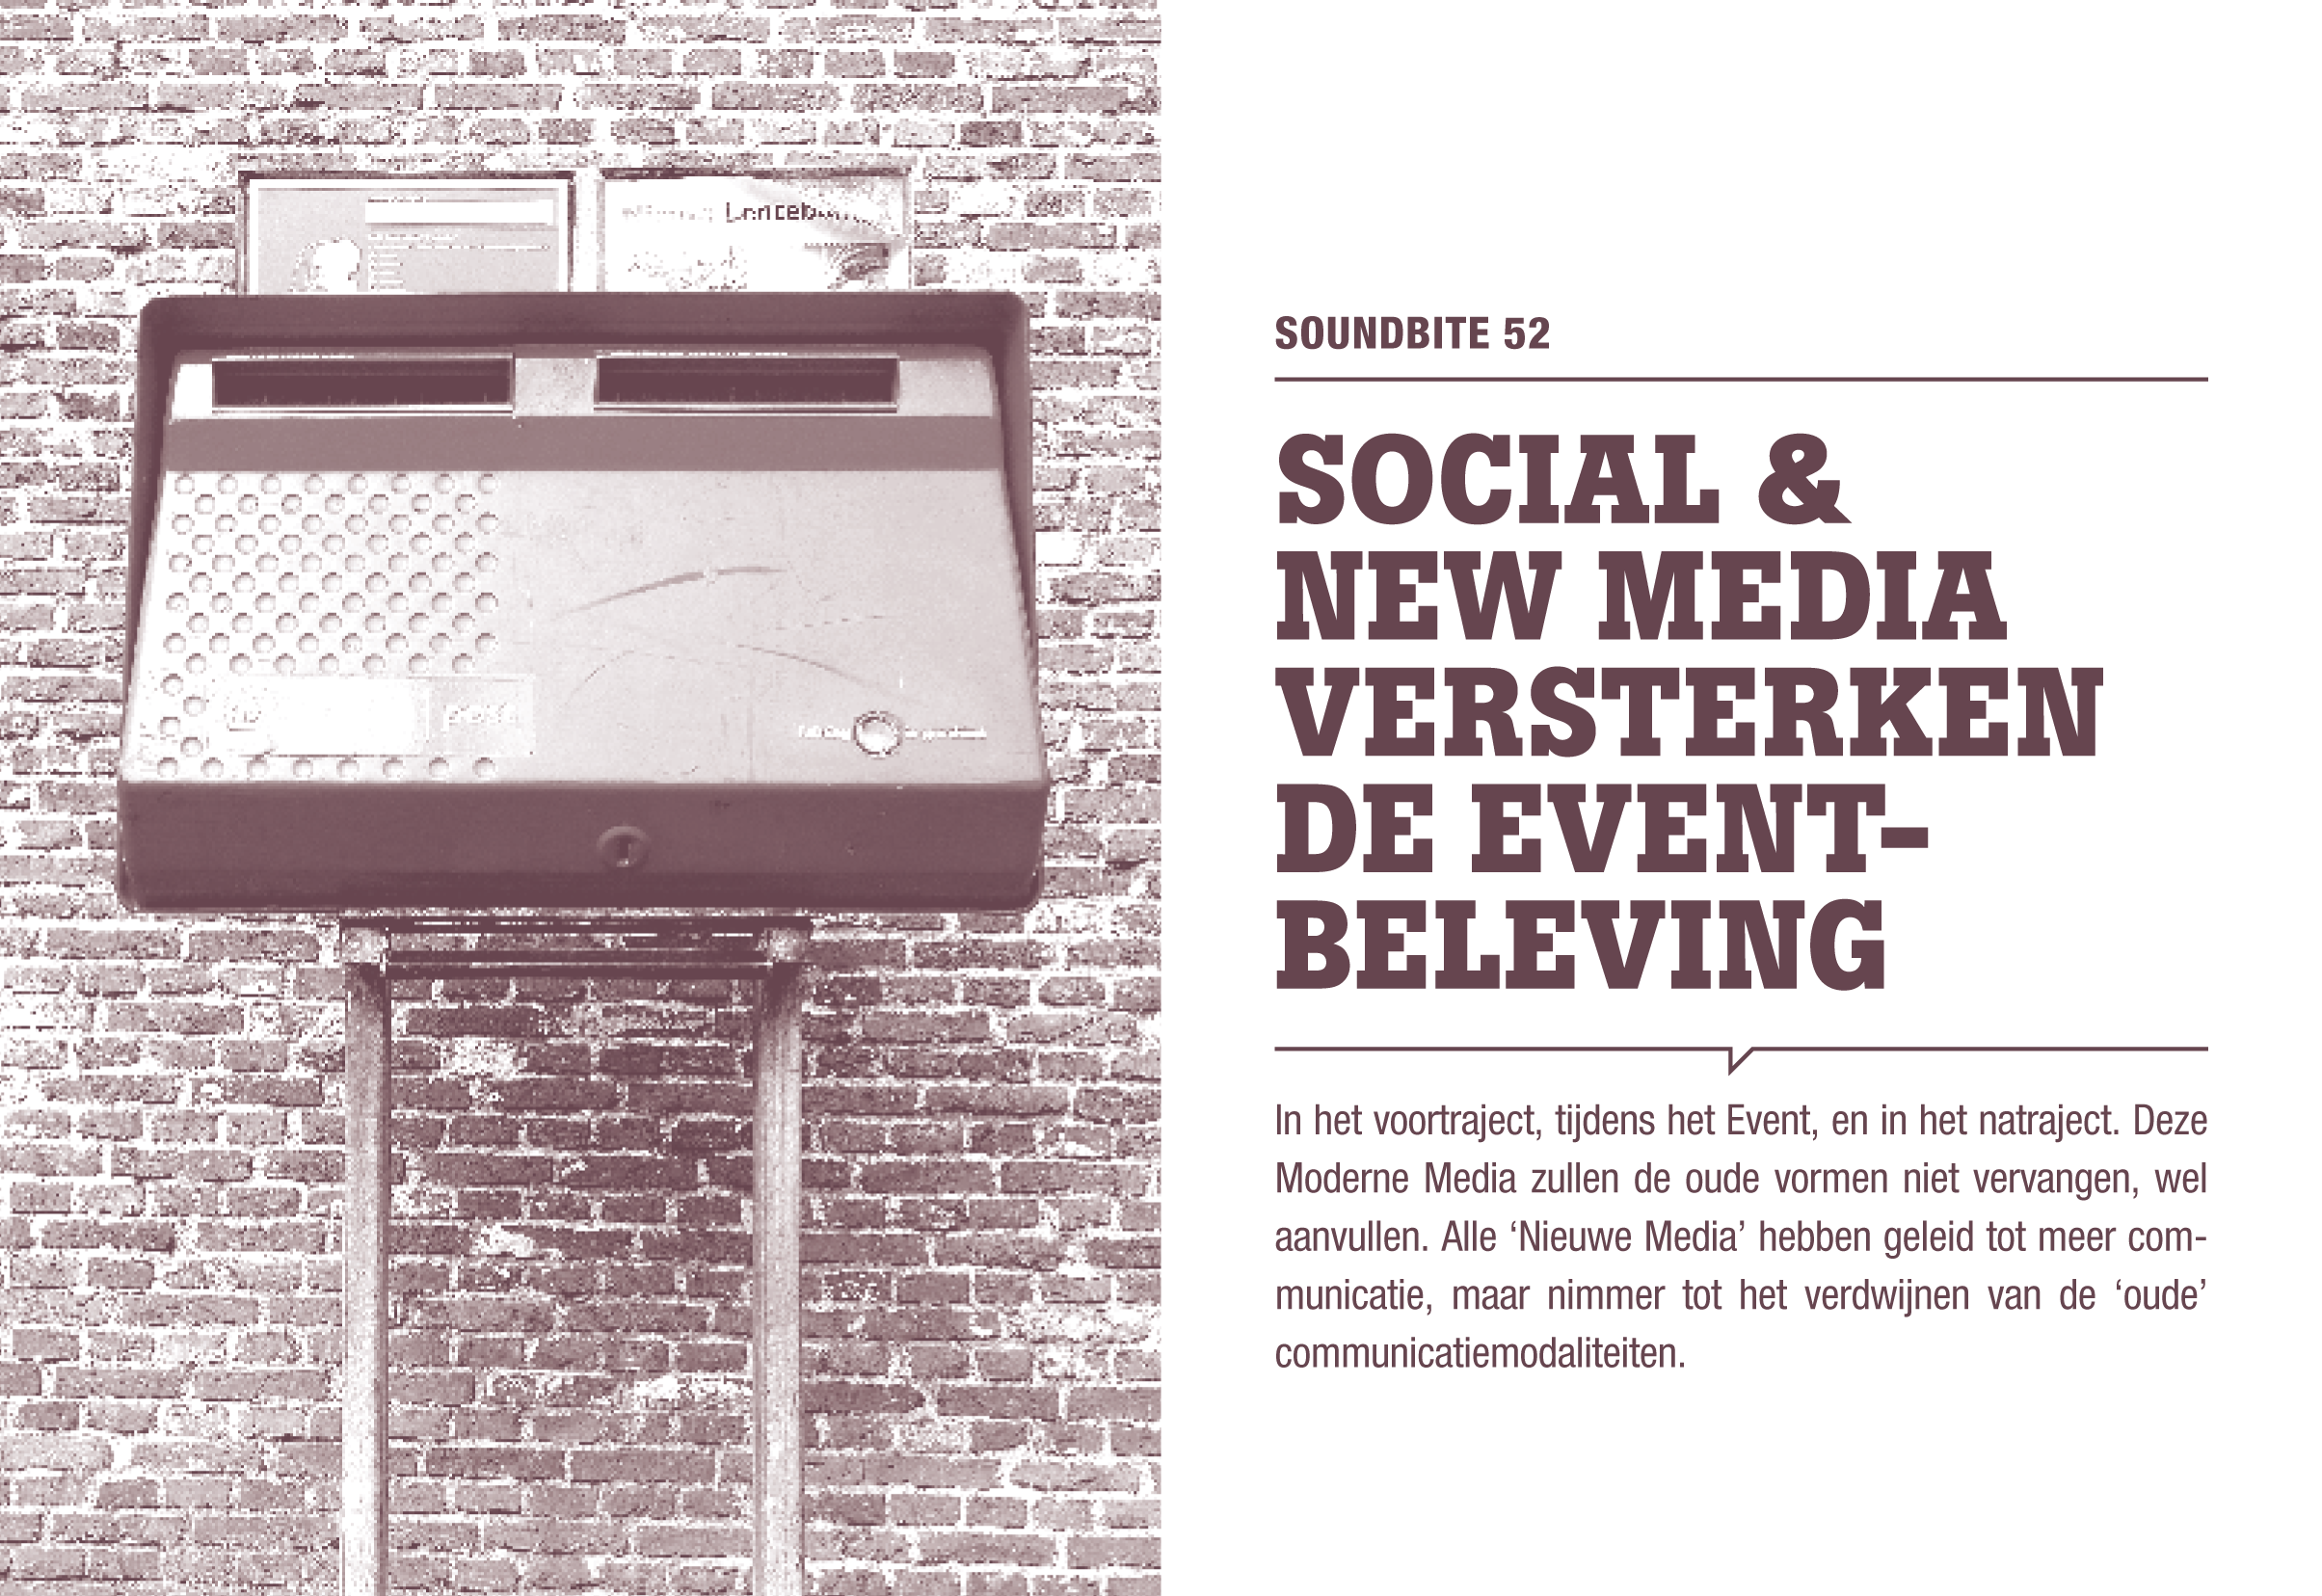 SOUNDBITE 52
SOCIAL &
NEW MEDIA
VERSTERKEN
DE EVENT-
BELEVING
In het voortraject, tijdens het Event, en in het natraject. Deze
Moderne Media zullen de oude vormen niet vervangen, wel
aanvullen. Alle ‘Nieuwe Media’ hebben geleid tot meer com-
municatie, maar nimmer tot het verdwijnen van de ‘oude’
communicatiemodaliteiten.